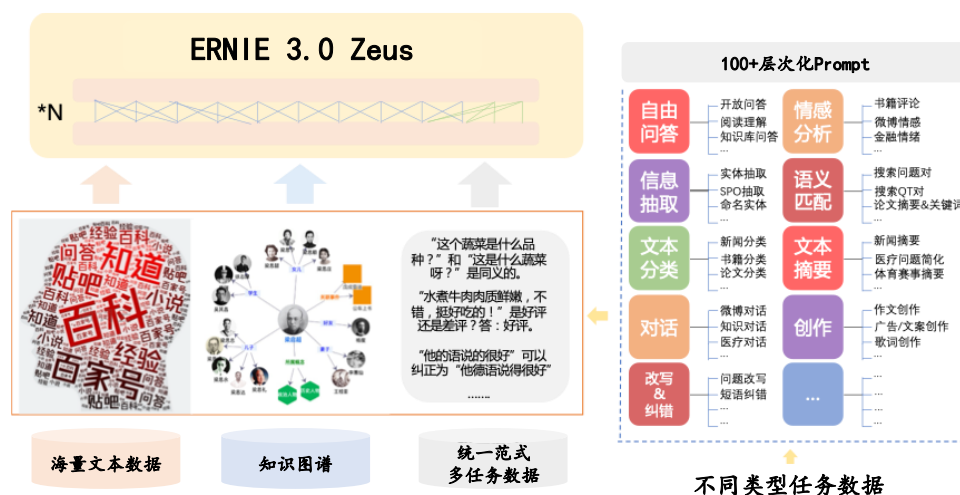 ERNIE 3.0 Zeus
*N
100+层次化Prompt
自由
问答
开放问答
阅读理解
知识库问答
...
情感
分析
书籍评论
微博情感
金融情绪
...
信息
抽取
实体抽取
SPO抽取
命名实体
...
语义
匹配
搜索问题对
搜索QT对
论文摘要&关键词
...
文本
分类
新闻分类
书籍分类
论文分类
...
文本
摘要
新闻摘要
医疗问题简化
体育赛事摘要
...
对话
微博对话
知识对话
医疗对话
...
创作
作文创作
广告/文案创作
歌词创作
...
改写
&
纠错
问题改写
短语纠错
...
...
...
...
...
...
...
不同类型任务数据
经验 百科 小说
问答 知道
贴吧 知道 小说
百科
经验
百家号
贴吧
“这个蔬菜是什么品
种？”和“这是什么蔬菜
呀？”是同义的。
“水煮牛肉肉质鲜嫩，不
错，挺好吃的！”是好评
还是差评？答：好评。
“他的语说的很好”可以
纠正为“他德语说得很好”
.......
海量文本数据
知识图谱
统一范式
多任务数据